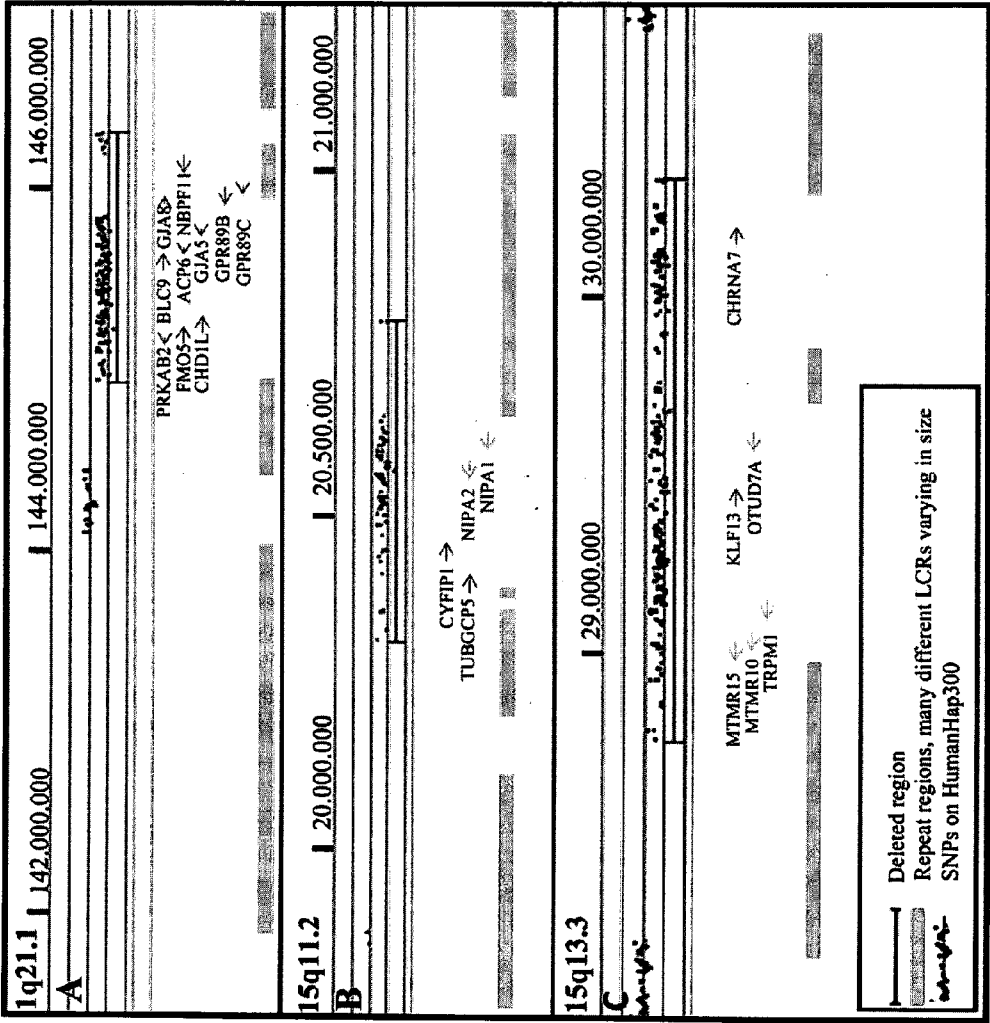 1q21.1
142.000.000
144.000.000
146.000.000
A
PRKAB2 < BLC9 → GJA8>
FMO5→ ACP6 < NBPF11←
CHD1L→ GJA5<
GPR89B ←
GPR89C <
15q11.2
20.000.000
20.500.000
21.000.000
B
CYFIP1 →
TUBGCP5 → NIPA2 ←
NIPA1 ←
15q13.3
29.000.000
30.000.000
C
MTMR15 ← KLF13 → CHRNA7 →
MTMR10 ← OTUD7A ←
TRPM1 ←
Deleted region
Repeat regions, many different LCRs varying in size
SNPs on HumanHap300